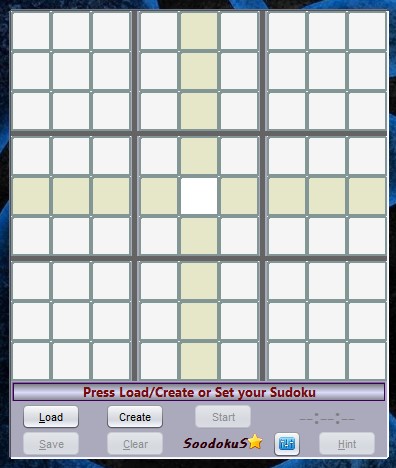 Press Load/Create or Set your Sudoku
Load Create Start --:--:--
Save Clear SoodokuS Hint